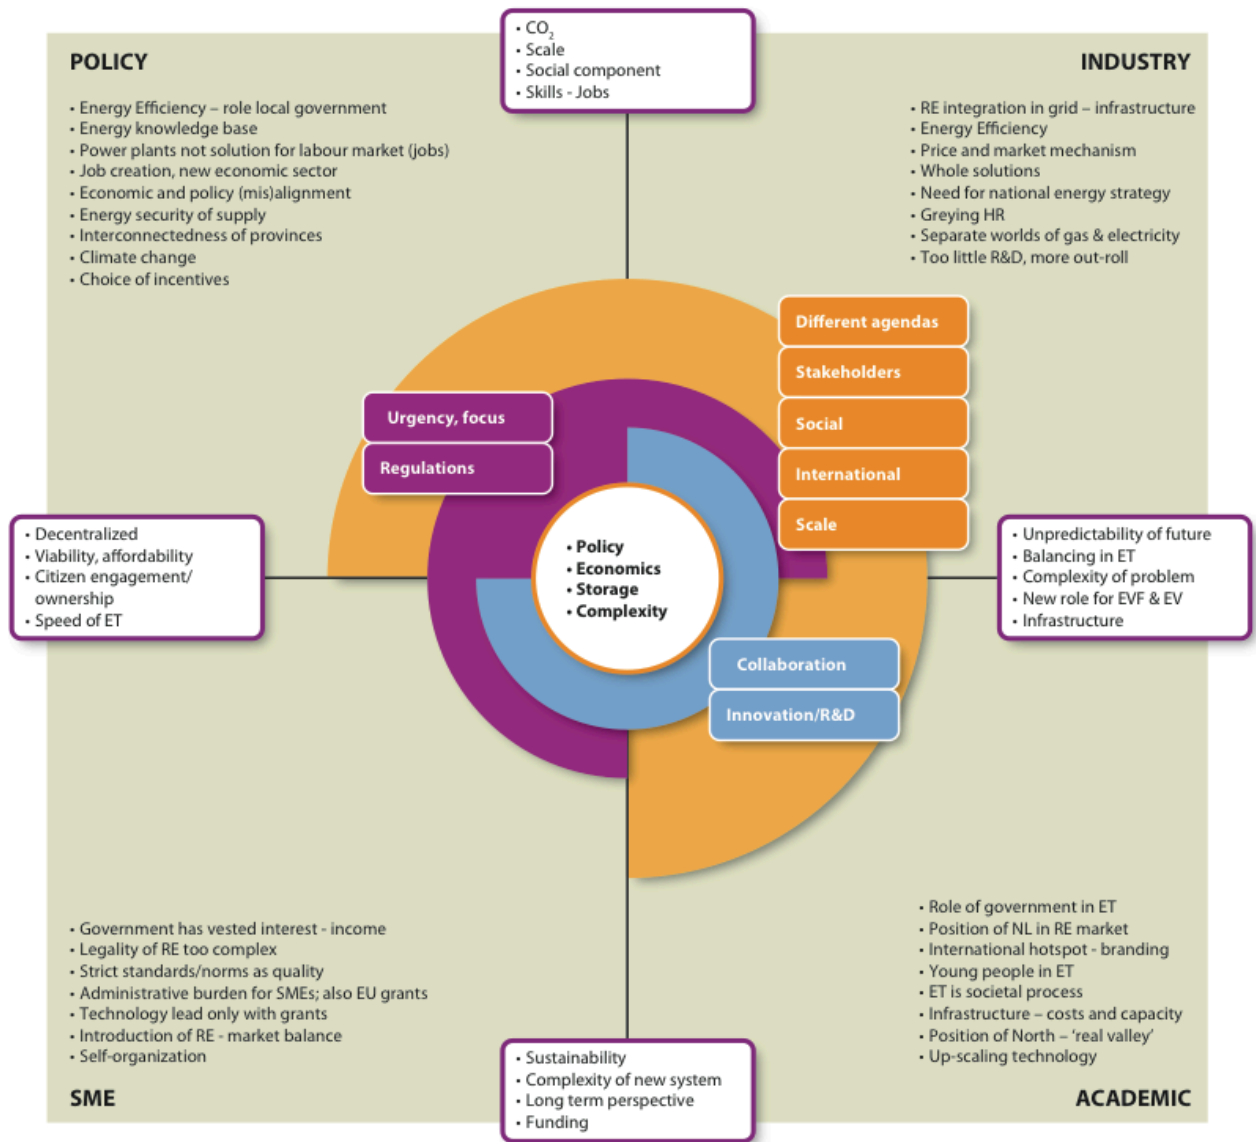 • CO₂
• Scale
• Social component
• Skills - Jobs
POLICY
• Energy Efficiency – role local government
• Energy knowledge base
• Power plants not solution for labour market (jobs)
• Job creation, new economic sector
• Economic and policy (mis)alignment
• Energy security of supply
• Interconnectedness of provinces
• Climate change
• Choice of incentives
INDUSTRY
• RE integration in grid – infrastructure
• Energy Efficiency
• Price and market mechanism
• Whole solutions
• Need for national energy strategy
• Greying HR
• Separate worlds of gas & electricity
• Too little R&D, more out-roll
Different agendas
Stakeholders
Social
International
Scale
Urgency, focus
Regulations
• Decentralized
• Viability, affordability
• Citizen engagement/
ownership
• Speed of ET
• Policy
• Economics
• Storage
• Complexity
• Unpredictability of future
• Balancing in ET
• Complexity of problem
• New role for EVF & EV
• Infrastructure
Collaboration
Innovation/R&D
• Government has vested interest - income
• Legality of RE too complex
• Strict standards/norms as quality
• Administrative burden for SMEs; also EU grants
• Technology lead only with grants
• Introduction of RE - market balance
• Self-organization
SME
• Sustainability
• Complexity of new system
• Long term perspective
• Funding
• Role of government in ET
• Position of NL in RE market
• International hotspot - branding
• Young people in ET
• ET is societal process
• Infrastructure – costs and capacity
• Position of North – ‘real valley’
• Up-scaling technology
ACADEMIC